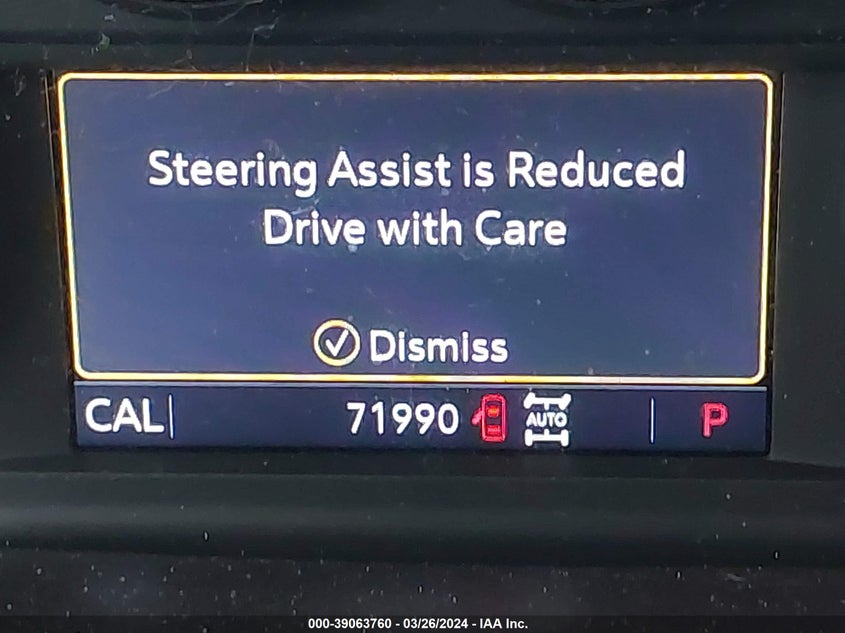 Steering Assist is Reduced
Drive with Care
Dismiss
CAL 71990 AUTO P
000-39063760 - 03/26/2024 - IAA Inc.